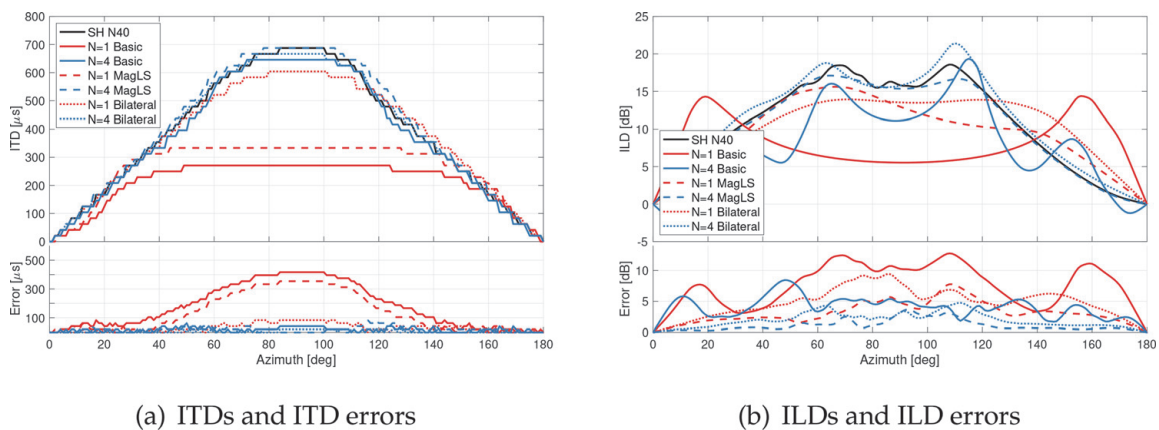 800
700
600
500
400
300
200
100
0
ITD [μs]
SH N40
N=1 Basic
N=4 Basic
N=1 MagLS
N=4 MagLS
N=1 Bilateral
N=4 Bilateral
500
300
100
Error [μs]
0 20 40 60 80 100 120 140 160 180
Azimuth [deg]
25
20
15
10
5
0
-5
ILD [dB]
SH N40
N=1 Basic
N=4 Basic
N=1 MagLS
N=4 MagLS
N=1 Bilateral
N=4 Bilateral
10
5
0
Error [dB]
0 20 40 60 80 100 120 140 160 180
Azimuth [deg]
(a) ITDs and ITD errors
(b) ILDs and ILD errors